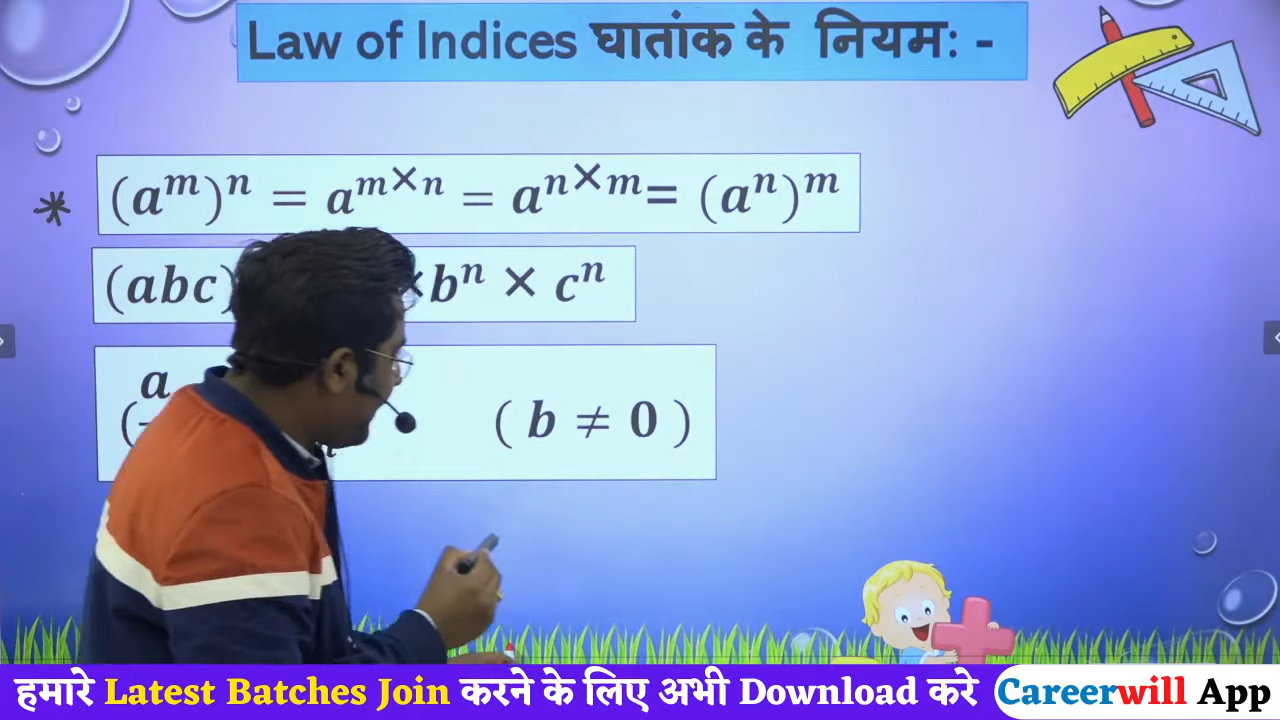 Law of Indices घातांक के नियम: -
* (a^m)^n = a^{m×n} = a^{n×m} = (a^n)^m
(abc) ×b^n × c^n
(a ( b ≠ 0 )
हमारे Latest Batches Join करने के लिए अभी Download करे Careerwill App